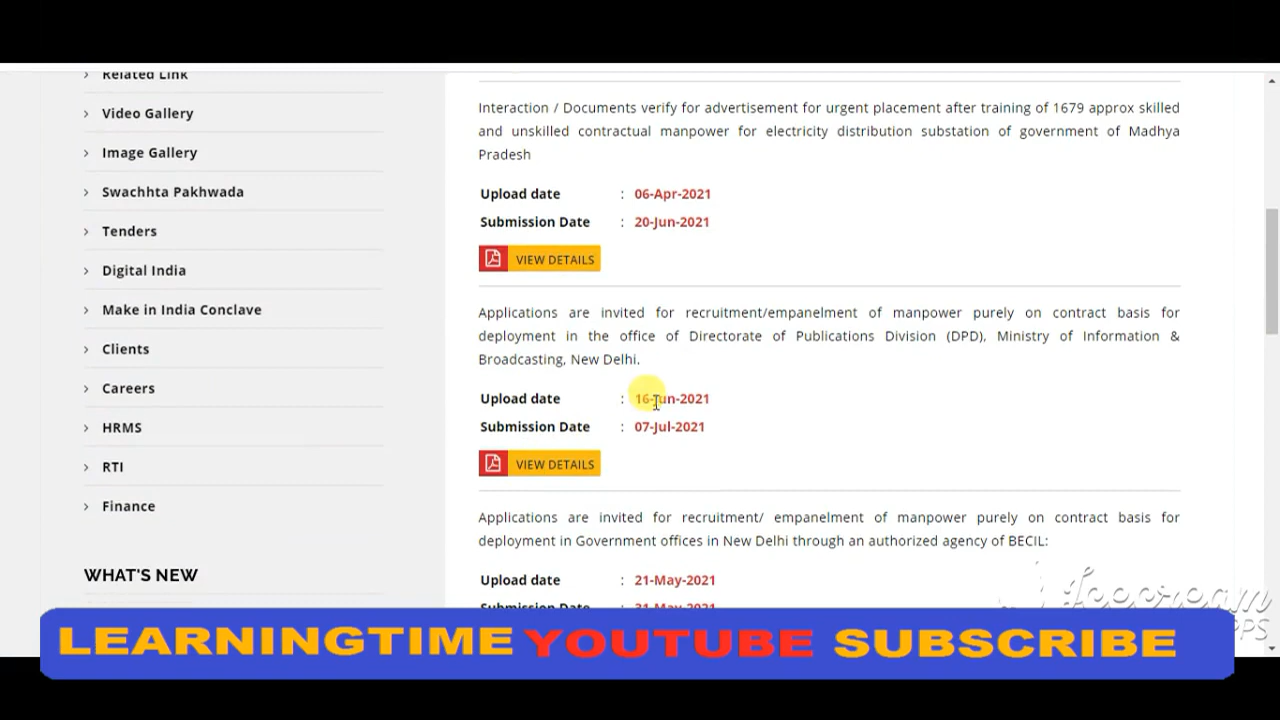 Related Link
Video Gallery
Image Gallery
Swachhta Pakhwada
Tenders
Digital India
Make in India Conclave
Clients
Careers
HRMS
RTI
Finance
WHAT'S NEW
Interaction / Documents verify for advertisement for urgent placement after training of 1679 approx skilled
and unskilled contractual manpower for electricity distribution substation of government of Madhya
Pradesh
Upload date : 06-Apr-2021
Submission Date : 20-Jun-2021
VIEW DETAILS
Applications are invited for recruitment/empanelment of manpower purely on contract basis for
deployment in the office of Directorate of Publications Division (DPD), Ministry of Information &
Broadcasting, New Delhi.
Upload date : 16-Jun-2021
Submission Date : 07-Jul-2021
VIEW DETAILS
Applications are invited for recruitment/ empanelment of manpower purely on contract basis for
deployment in Government offices in New Delhi through an authorized agency of BECIL:
Upload date : 21-May-2021
Submission Date : 31-May-2021
LEARNINGTIME YOUTUBE SUBSCRIBE